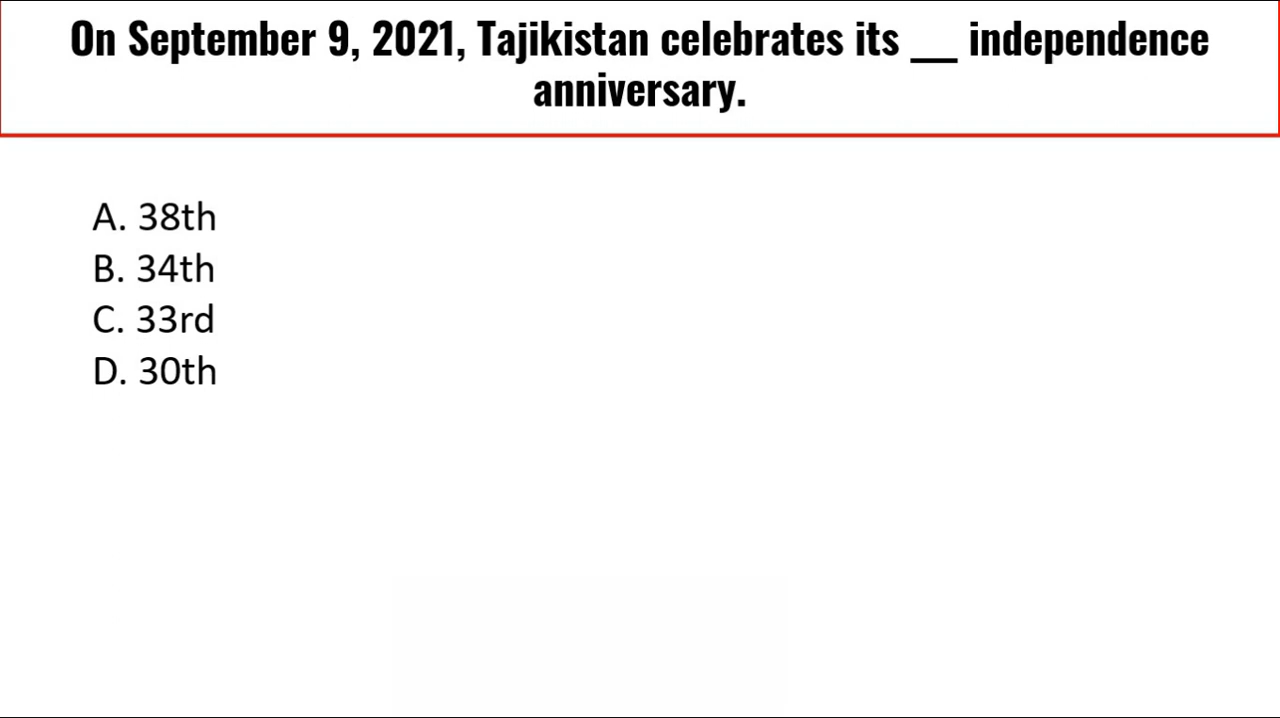 On September 9, 2021, Tajikistan celebrates its __ independence
anniversary.
A. 38th
B. 34th
C. 33rd
D. 30th